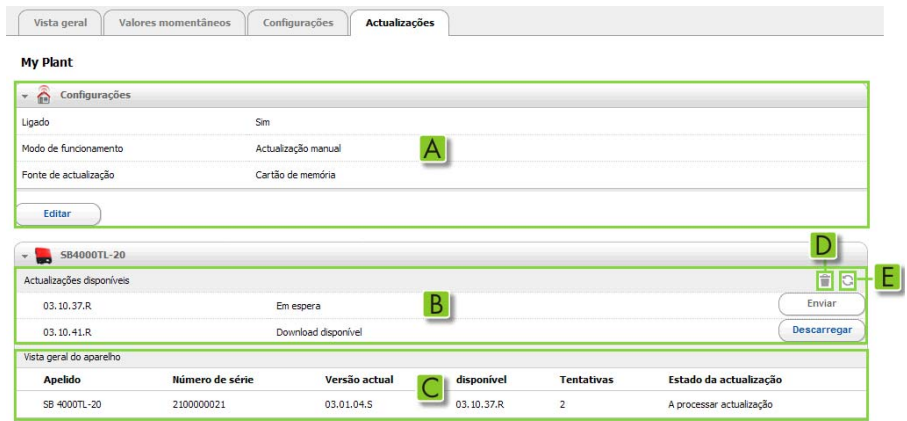 Vista geral Valores momentâneos Configurações Actualizações
My Plant
Configurações
Ligado Sim
Modo de funcionamento Actualização manual
A
Fonte de actualização Cartão de memória
Editar
D
SB4000TL-20
Actualizações disponíveis
E
03.10.37.R Em espera Enviar
B
03.10.41.R Download disponível Descarregar
Vista geral do aparelho
Apelido Número de série Versão actual disponível Tentativas Estado da actualização
C
SB 4000TL-20 2100000021 03.01.04.S 03.10.37.R 2 A processar actualização